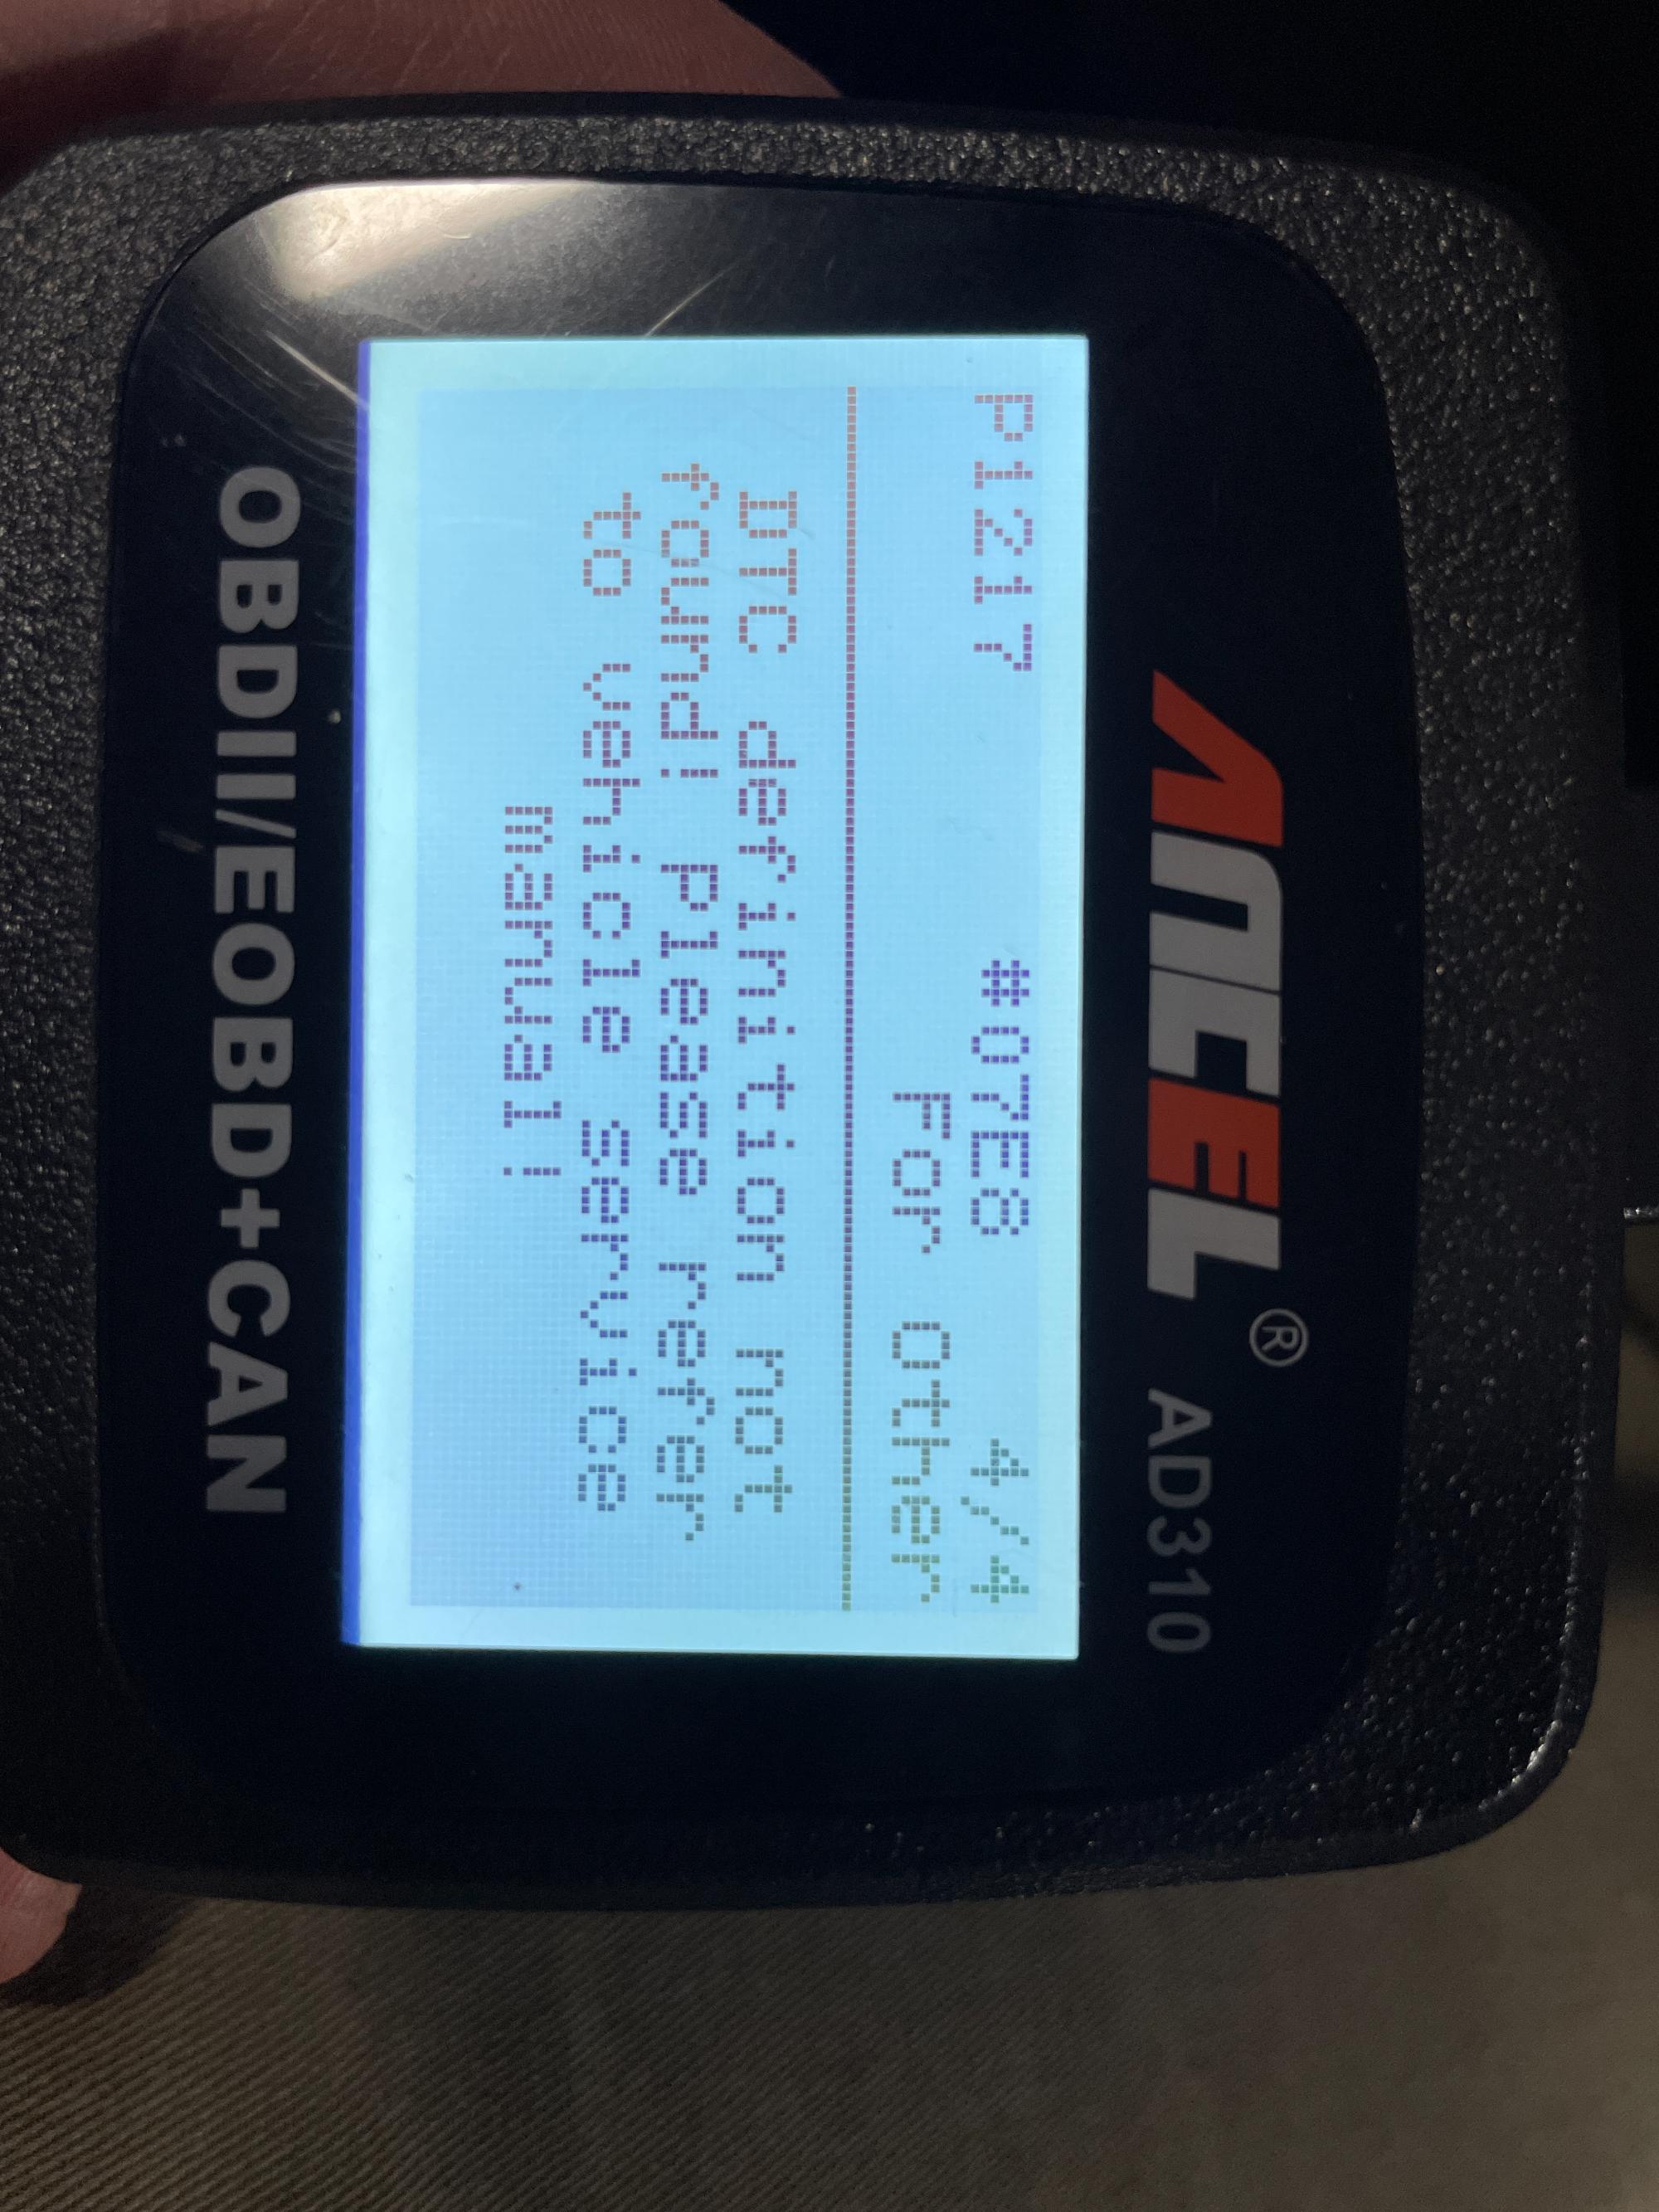 ANCEL® AD310
P1217 *07E8 4/4
For Other
DTC definition not
found! Please refer
to vehicle service
manual!
OBDII/EOBD+CAN